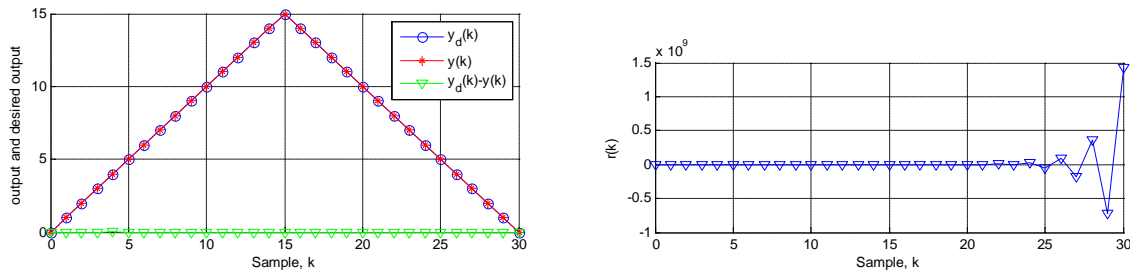 15
10
5
0
output and desired output
0 5 10 15 20 25 30
Sample, k
y_d(k)
y(k)
y_d(k)-y(k)
x 10^9
1.5
1
0.5
0
-0.5
-1
r(k)
0 5 10 15 20 25 30
Sample, k